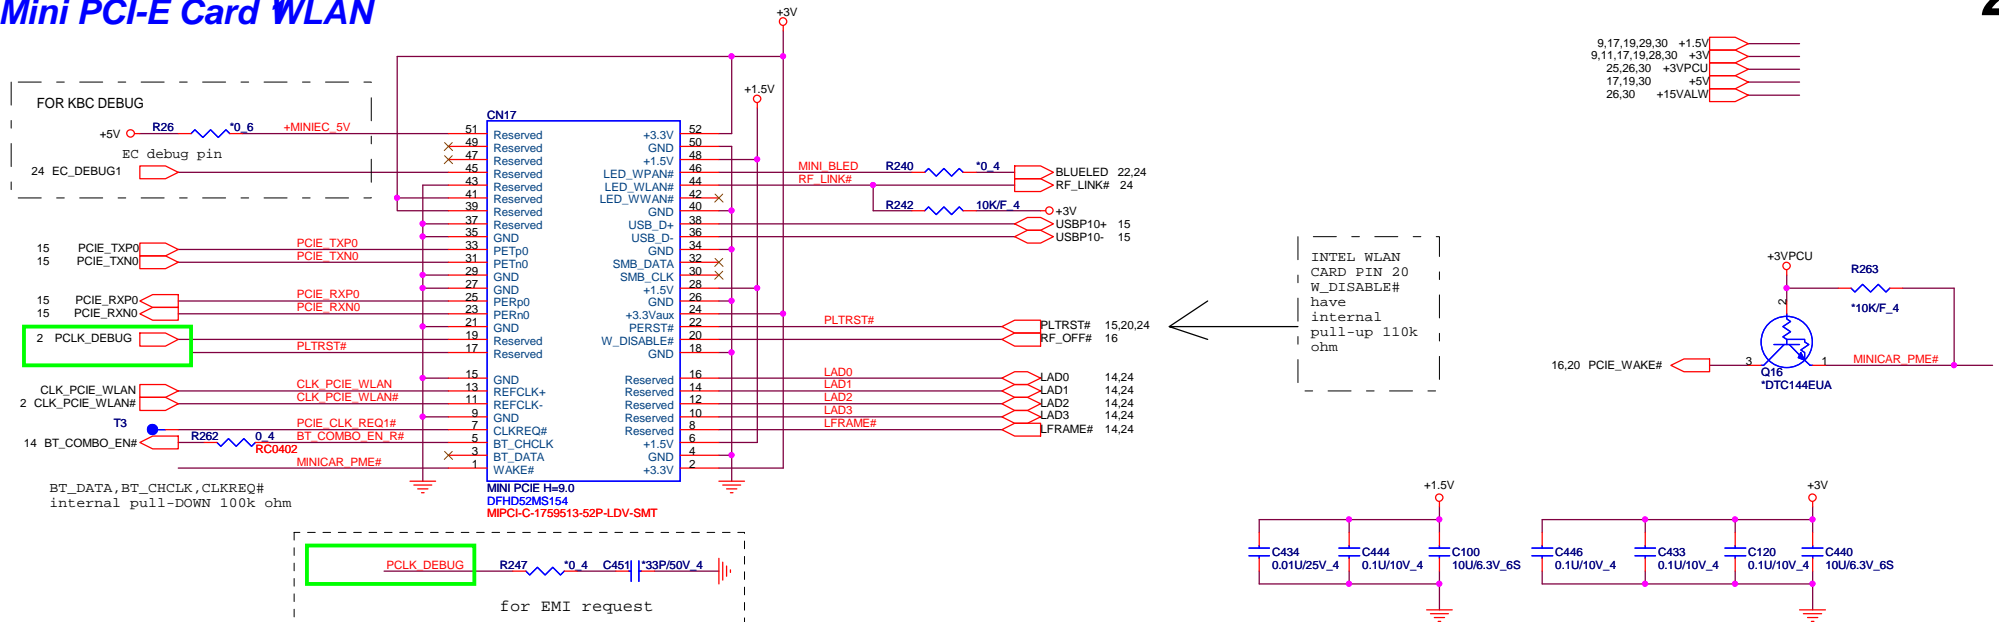 Mini PCI-E Card WLAN
2
+3V
9,17,19,29,30 +1.5V
9,11,17,19,28,30 +3V
25,26,30 +3VPCU
17,19,30 +5V
26,30 +15VALW
+1.5V
FOR KBC DEBUG
+5V R26 *0_6 +MINIEC_5V
EC debug pin
24 EC_DEBUG1
CN17
51 Reserved +3.3V 52
49 Reserved GND 50
47 Reserved +1.5V 48
45 Reserved LED_WPAN# 46 MINI_BLED R240 *0_4 BLUELED 22,24
43 Reserved LED_WLAN# 44 RF_LINK# RF_LINK# 24
41 Reserved LED_WWAN# 42
39 Reserved GND 40 R242 10K/F_4 +3V
37 Reserved USB_D+ 38 USBP10+ 15
35 GND USB_D- 36 USBP10- 15
15 PCIE_TXP0 PCIE_TXP0 33 PETp0 GND 34
15 PCIE_TXN0 PCIE_TXN0 31 PETn0 SMB_DATA 32
29 GND SMB_CLK 30
27 GND +1.5V 28
15 PCIE_RXP0 PCIE_RXP0 25 PERp0 GND 26
15 PCIE_RXN0 PCIE_RXN0 23 PERn0 +3.3Vaux 24
21 GND PERST# 22 PLTRST# PLTRST# 15,20,24
2 PCLK_DEBUG 19 Reserved W_DISABLE# 20 RF_OFF# 16
PLTRST# 17 Reserved GND 18
15 GND Reserved 16 LAD0 LAD0 14,24
CLK_PCIE_WLAN CLK_PCIE_WLAN 13 REFCLK+ Reserved 14 LAD1 LAD1 14,24
2 CLK_PCIE_WLAN# CLK_PCIE_WLAN# 11 REFCLK- Reserved 12 LAD2 LAD2 14,24
9 GND Reserved 10 LAD3 LAD3 14,24
T3 PCIE_CLK_REQ1# 7 CLKREQ# Reserved 8 LFRAME# LFRAME# 14,24
14 BT_COMBO_EN# R262 0_4 BT_COMBO_EN_R# 5 BT_CHCLK +1.5V 6
RC0402
3 BT_DATA GND 4
MINICAR_PME# 1 WAKE# +3.3V 2
BT_DATA,BT_CHCLK,CLKREQ#
internal pull-DOWN 100k ohm
MINI PCIE H=9.0
DFHD52MS154
MIPCI-C-1759513-52P-LDV-SMT
INTEL WLAN
CARD PIN 20
W_DISABLE#
have
internal
pull-up 110k
ohm
+3VPCU
R263
*10K/F_4
2
16,20 PCIE_WAKE# 3 1 MINICAR_PME#
Q16
*DTC144EUA
PCLK_DEBUG R247 *0_4 C451 *33P/50V_4
for EMI request
+1.5V
C434 C444 C100
0.01U/25V_4 0.1U/10V_4 10U/6.3V_6S
+3V
C446 C433 C120 C440
0.1U/10V_4 0.1U/10V_4 0.1U/10V_4 10U/6.3V_6S